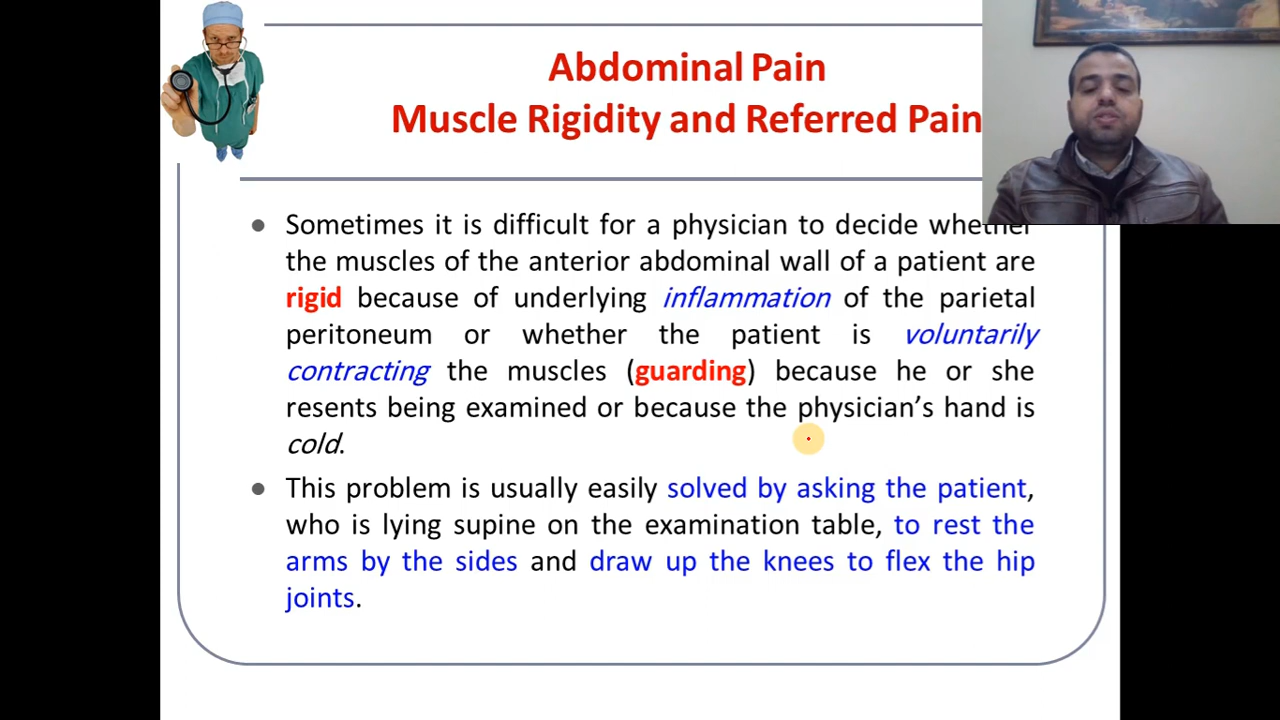 Abdominal Pain
Muscle Rigidity and Referred Pain
Sometimes it is difficult for a physician to decide whether
the muscles of the anterior abdominal wall of a patient are
rigid because of underlying inflammation of the parietal
peritoneum or whether the patient is voluntarily
contracting the muscles (guarding) because he or she
resents being examined or because the physician’s hand is
cold.
This problem is usually easily solved by asking the patient,
who is lying supine on the examination table, to rest the
arms by the sides and draw up the knees to flex the hip
joints.